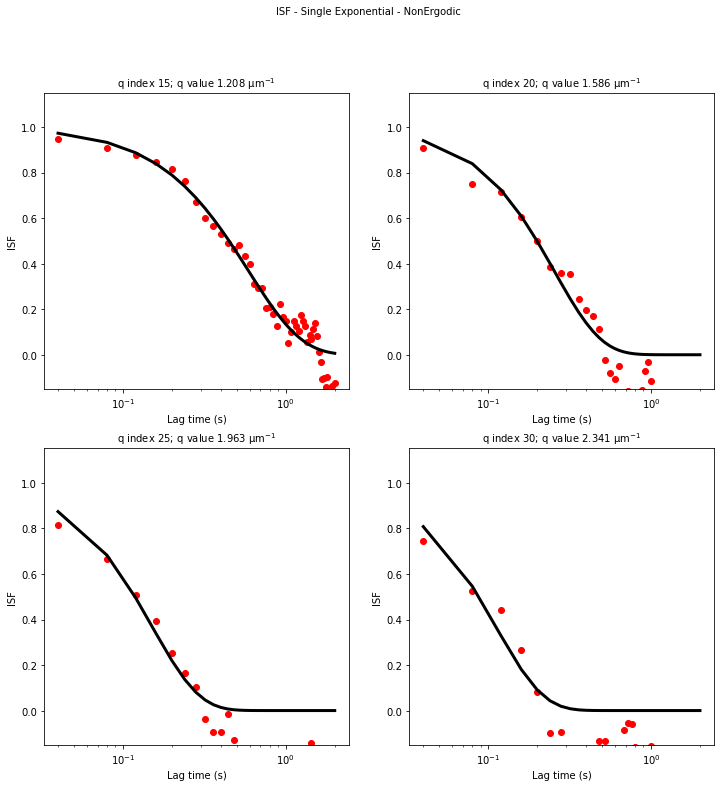 ISF - Single Exponential - NonErgodic
q index 15; q value 1.208 μm⁻¹
q index 20; q value 1.586 μm⁻¹
1.0
0.8
0.6
0.4
0.2
0.0
ISF
10⁻¹
10⁰
Lag time (s)
1.0
0.8
0.6
0.4
0.2
0.0
ISF
10⁻¹
10⁰
Lag time (s)
q index 25; q value 1.963 μm⁻¹
q index 30; q value 2.341 μm⁻¹
1.0
0.8
0.6
0.4
0.2
0.0
ISF
10⁻¹
10⁰
Lag time (s)
1.0
0.8
0.6
0.4
0.2
0.0
ISF
10⁻¹
10⁰
Lag time (s)